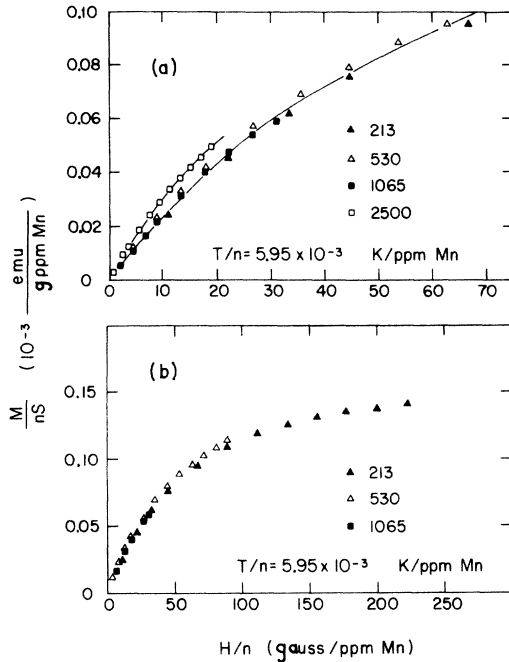 0.10
(a)
0.08
0.06
▲ 213
△ 530
0.04
■ 1065
□ 2500
0.02
T/n = 5.95 x 10⁻³ K/ppm Mn
0
0 10 20 30 40 50 60 70
M/nS (10⁻³ emu/g ppm Mn)
(b)
0.15
0.10
▲ 213
△ 530
0.05
■ 1065
T/n = 5.95 x 10⁻³ K/ppm Mn
0
0 50 100 150 200 250
H/n (gauss/ppm Mn)